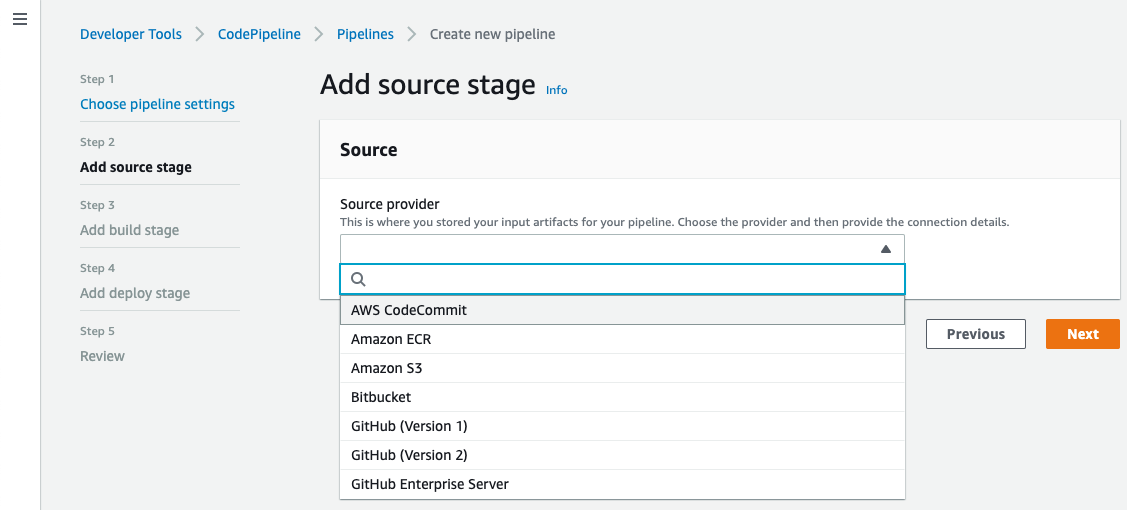 Developer Tools > CodePipeline > Pipelines > Create new pipeline
Step 1
Choose pipeline settings
Step 2
Add source stage
Step 3
Add build stage
Step 4
Add deploy stage
Step 5
Review
Add source stage Info
Source
Source provider
This is where you stored your input artifacts for your pipeline. Choose the provider and then provide the connection details.
AWS CodeCommit
Amazon ECR
Amazon S3
Bitbucket
GitHub (Version 1)
GitHub (Version 2)
GitHub Enterprise Server
Previous Next